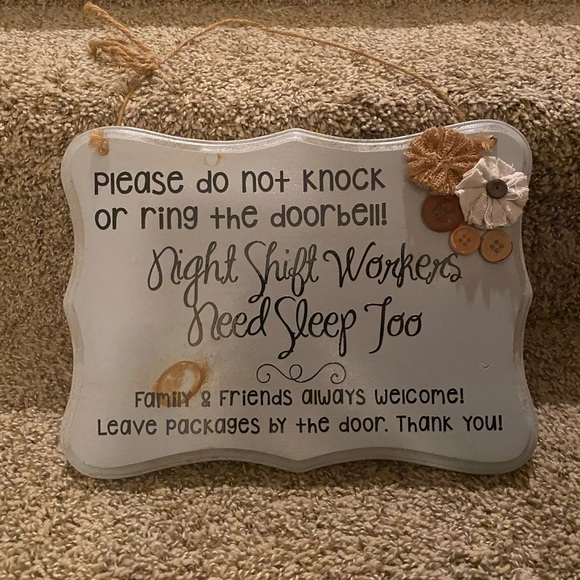 Please do not knock
or ring the doorbell!
Night Shift Workers
Need Sleep Too
Family & Friends always welcome!
Leave packages by the door. Thank you!